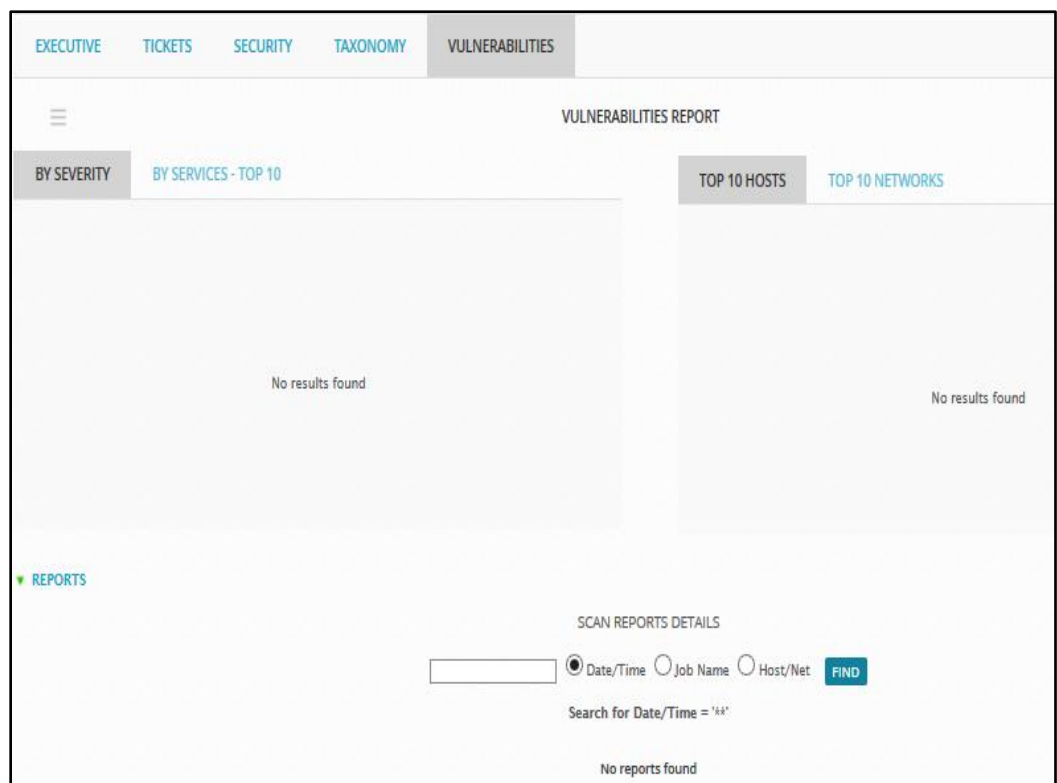 EXECUTIVE TICKETS SECURITY TAXONOMY VULNERABILITIES
VULNERABILITIES REPORT
BY SEVERITY BY SERVICES - TOP 10
TOP 10 HOSTS TOP 10 NETWORKS
No results found
No results found
REPORTS
SCAN REPORTS DETAILS
Date/Time Job Name Host/Net FIND
Search for Date/Time = '**'
No reports found